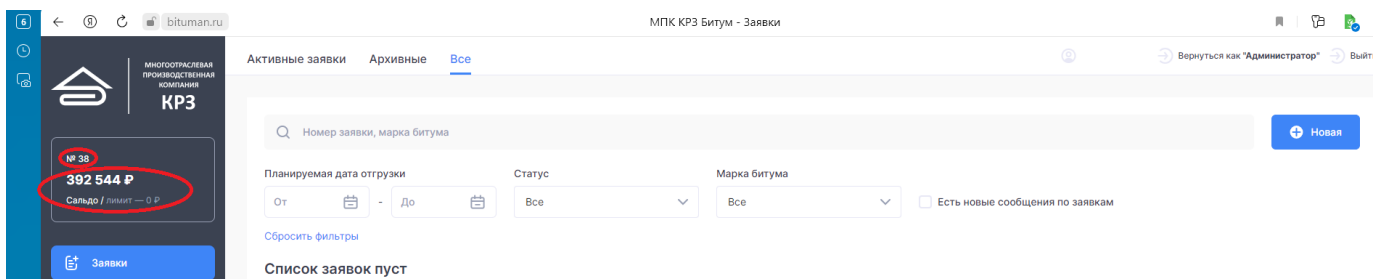 6
bituman.ru
МПК КРЗ Битум - Заявки
МНОГООТРАСЛЕВАЯ
ПРОИЗВОДСТВЕННАЯ
КОМПАНИЯ
КРЗ
Активные заявки Архивные Все
Вернуться как "Администратор" Выйт
Номер заявки, марка битума
Новая
№ 38
392 544 ₽
Сальдо / лимит — 0 ₽
Планируемая дата отгрузки Статус Марка битума
От - До Все Все Есть новые сообщения по заявкам
Сбросить фильтры
Заявки
Список заявок пуст